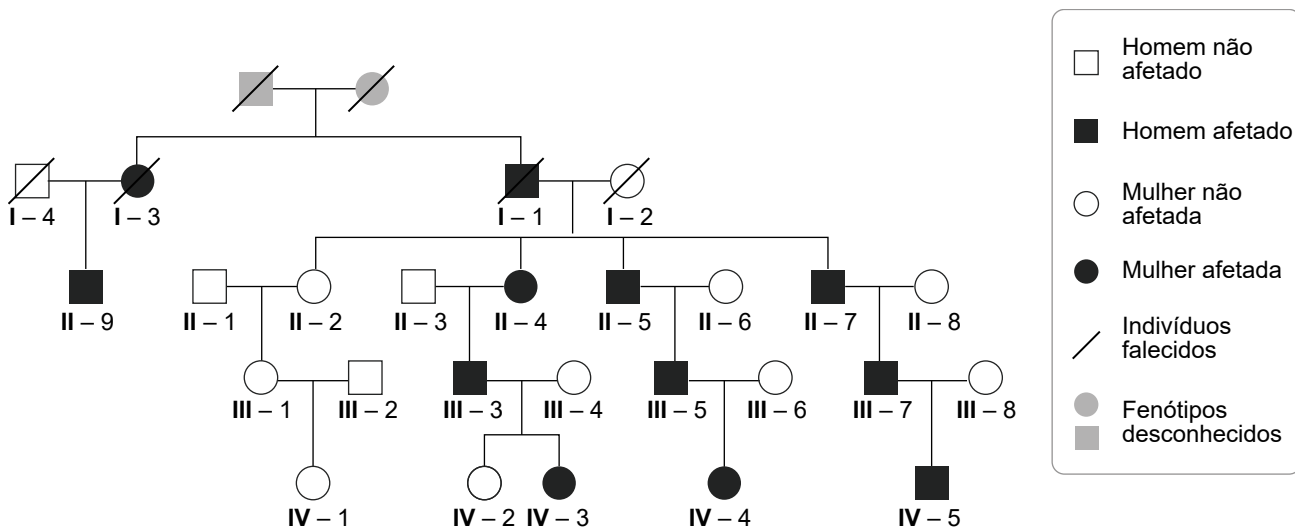 Homem não
afetado
Homem afetado
Mulher não
afetada
Mulher afetada
Indivíduos
falecidos
Fenótipos
desconhecidos
I – 4 I – 3 I – 1 I – 2
II – 9 II – 1 II – 2 II – 3 II – 4 II – 5 II – 6 II – 7 II – 8
III – 1 III – 2 III – 3 III – 4 III – 5 III – 6 III – 7 III – 8
IV – 1 IV – 2 IV – 3 IV – 4 IV – 5